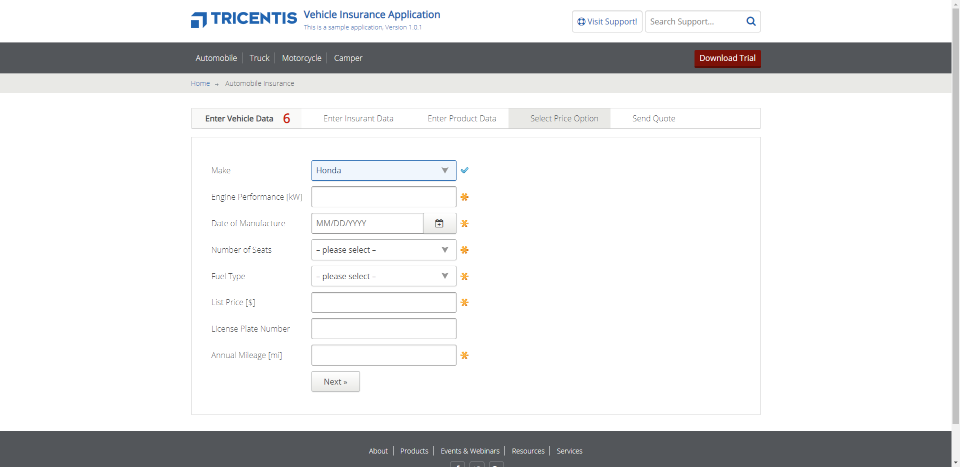 TRICENTIS
Vehicle Insurance Application
This is a sample application. Version 1.0.1
Visit Support!
Search Support...
Automobile
Truck
Motorcycle
Camper
Download Trial
Home → Automobile Insurance
Enter Vehicle Data 6
Enter Insurant Data
Enter Product Data
Select Price Option
Send Quote
Make
Honda
Engine Performance [kW]
Date of Manufacture
MM/DD/YYYY
Number of Seats
– please select –
Fuel Type
– please select –
List Price [$]
License Plate Number
Annual Mileage [mi]
Next »
About
Products
Events & Webinars
Resources
Services